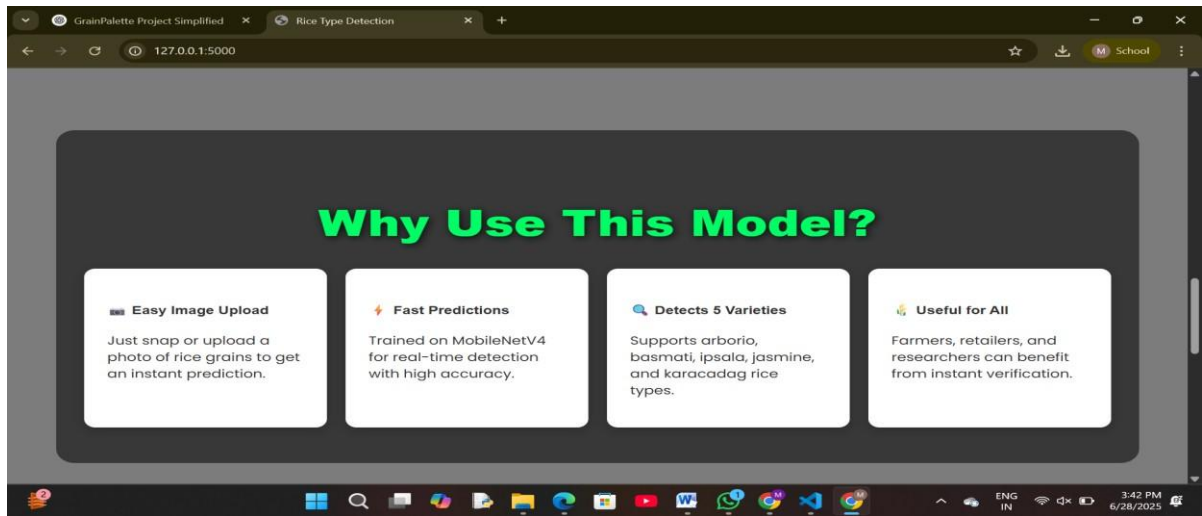 GrainPalette Project Simplified
Rice Type Detection
127.0.0.1:5000
M School
Why Use This Model?
Easy Image Upload
Just snap or upload a
photo of rice grains to get
an instant prediction.
Fast Predictions
Trained on MobileNetV4
for real-time detection
with high accuracy.
Detects 5 Varieties
Supports arborio,
basmati, ipsala, jasmine,
and karacadag rice
types.
Useful for All
Farmers, retailers, and
researchers can benefit
from instant verification.
2
ENG
IN
3:42 PM
6/28/2025